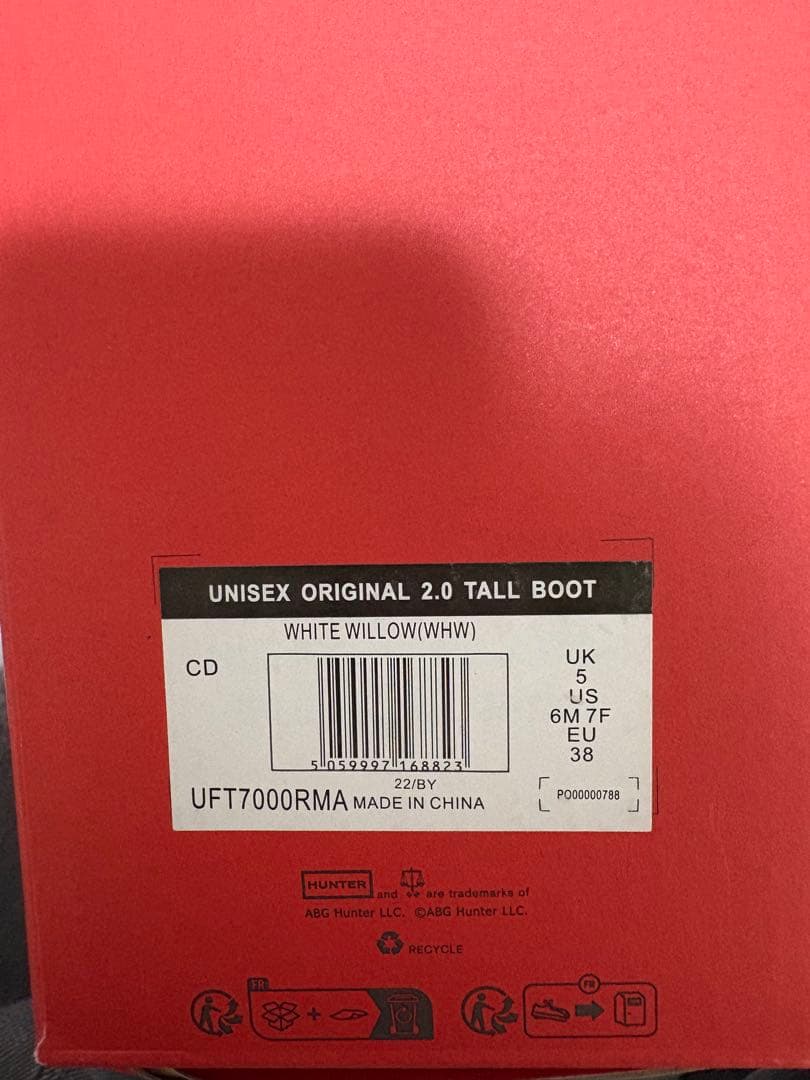 UNISEX ORIGINAL 2.0 TALL BOOT
WHITE WILLOW(WHW)
CD
UK
5
US
6M 7F
EU
38
5 059997 168823
22/BY
UFT7000RMA MADE IN CHINA
PO00000788
HUNTER and are trademarks of
ABG Hunter LLC. ©ABG Hunter LLC.
RECYCLE
FR
FR